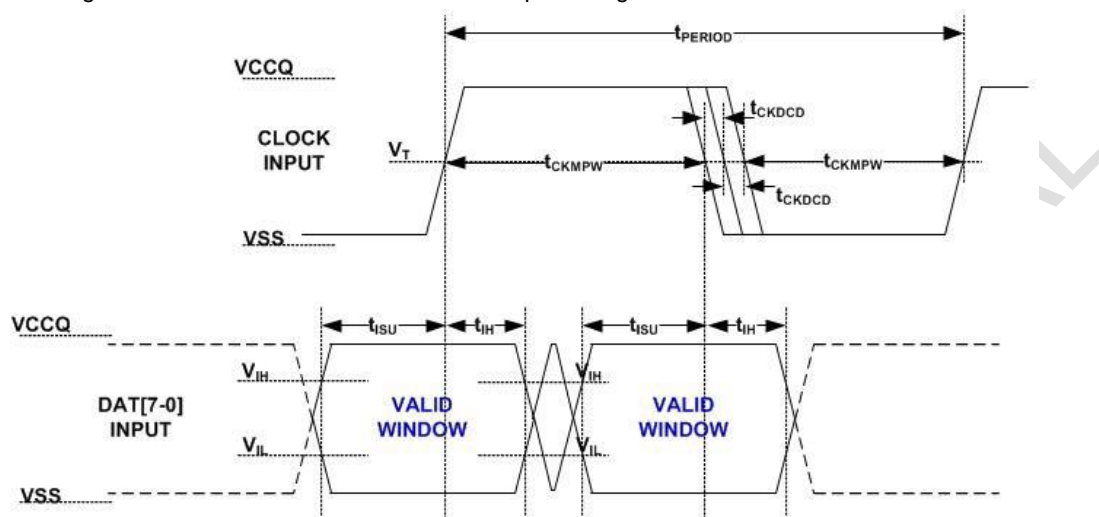 tPERIOD
VCCQ
tCKDCD
CLOCK
INPUT
VT
tCKMPW
tCKMPW
tCKDCD
VSS
VCCQ
tISU
tIH
tISU
tIH
VIH
VIH
DAT[7-0]
INPUT
VALID
WINDOW
VALID
WINDOW
VIL
VIL
VSS